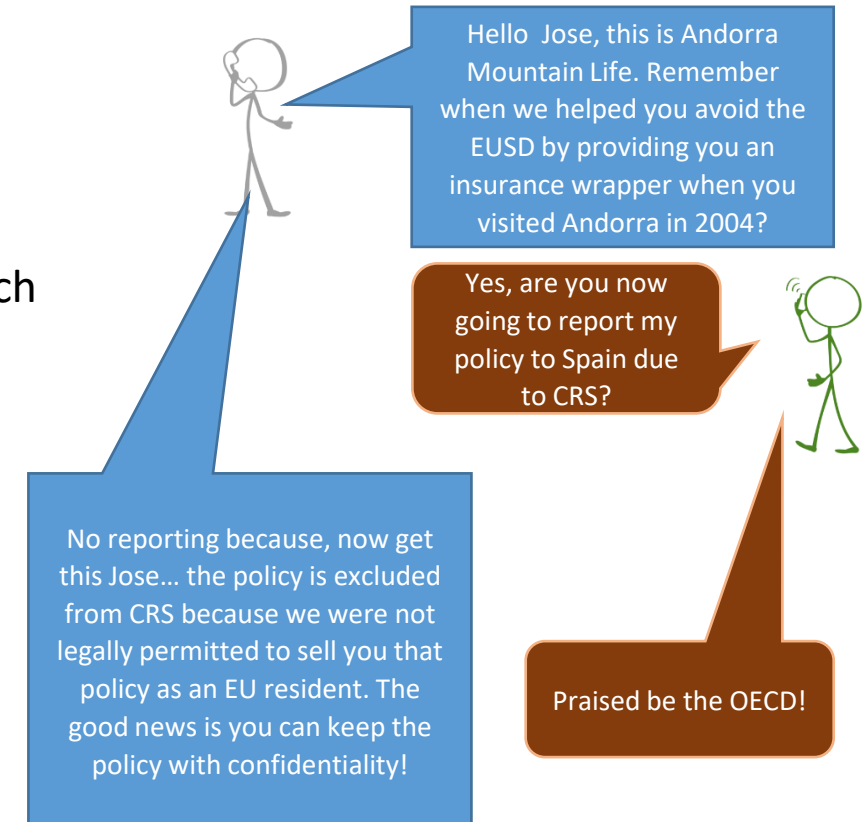 Hello Jose, this is Andorra
Mountain Life. Remember
when we helped you avoid the
EUSD by providing you an
insurance wrapper when you
visited Andorra in 2004?
ch
Yes, are you now
going to report my
policy to Spain due
to CRS?
No reporting because, now get
this Jose… the policy is excluded
from CRS because we were not
legally permitted to sell you that
policy as an EU resident. The
good news is you can keep the
policy with confidentiality!
Praised be the OECD!